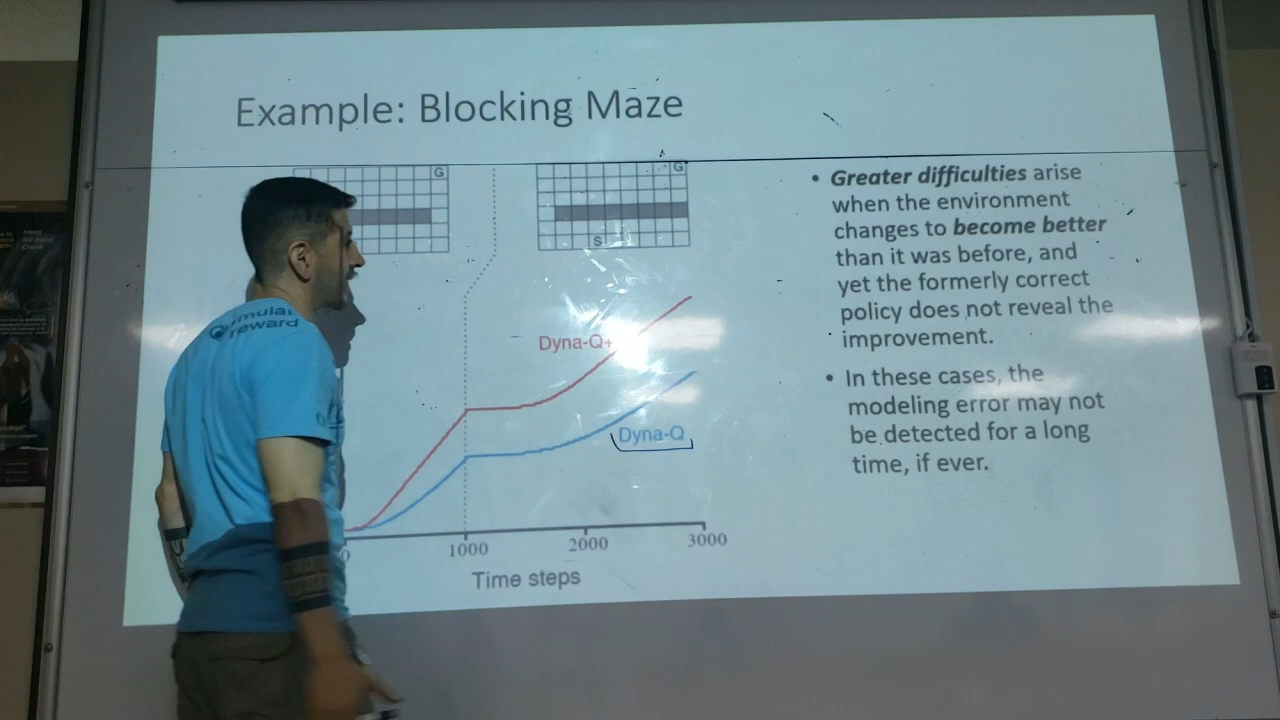 Example: Blocking Maze
G
G
S
Dyna-Q+
Dyna-Q
0
1000
2000
3000
Time steps
• Greater difficulties arise
when the environment
changes to become better
than it was before, and
yet the formerly correct
policy does not reveal the
improvement.
• In these cases, the
modeling error may not
be detected for a long
time, if ever.
reward